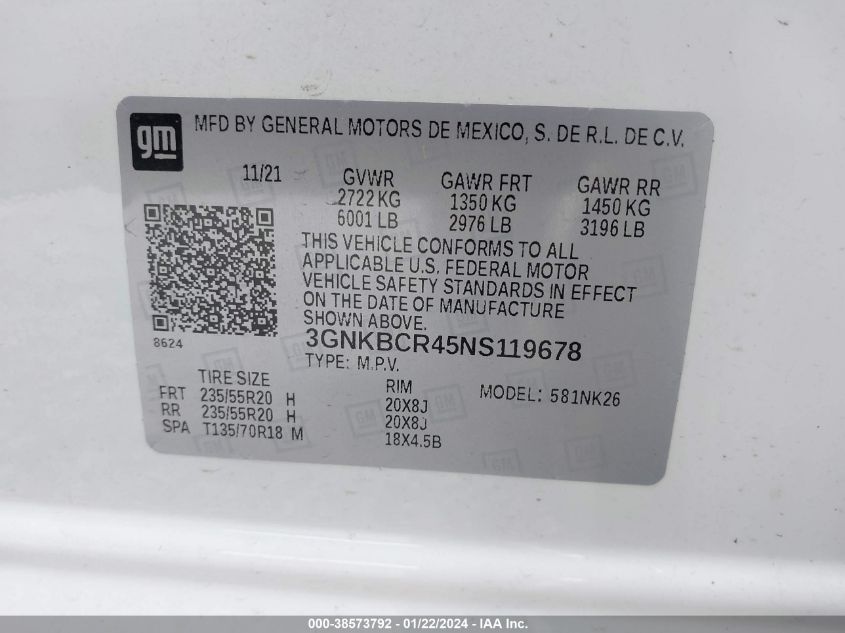 gm
MFD BY GENERAL MOTORS DE MEXICO, S. DE R.L. DE C.V.
11/21 GVWR GAWR FRT GAWR RR
2722 KG 1350 KG 1450 KG
6001 LB 2976 LB 3196 LB
THIS VEHICLE CONFORMS TO ALL
APPLICABLE U.S. FEDERAL MOTOR
VEHICLE SAFETY STANDARDS IN EFFECT
ON THE DATE OF MANUFACTURE
SHOWN ABOVE.
8624
3GNKBCR45NS119678
TYPE: M.P.V.
TIRE SIZE RIM MODEL: 581NK26
FRT 235/55R20 H 20X8J
RR 235/55R20 H 20X8J
SPA T135/70R18 M 18X4.5B
000-38573792 - 01/22/2024 - IAA Inc.